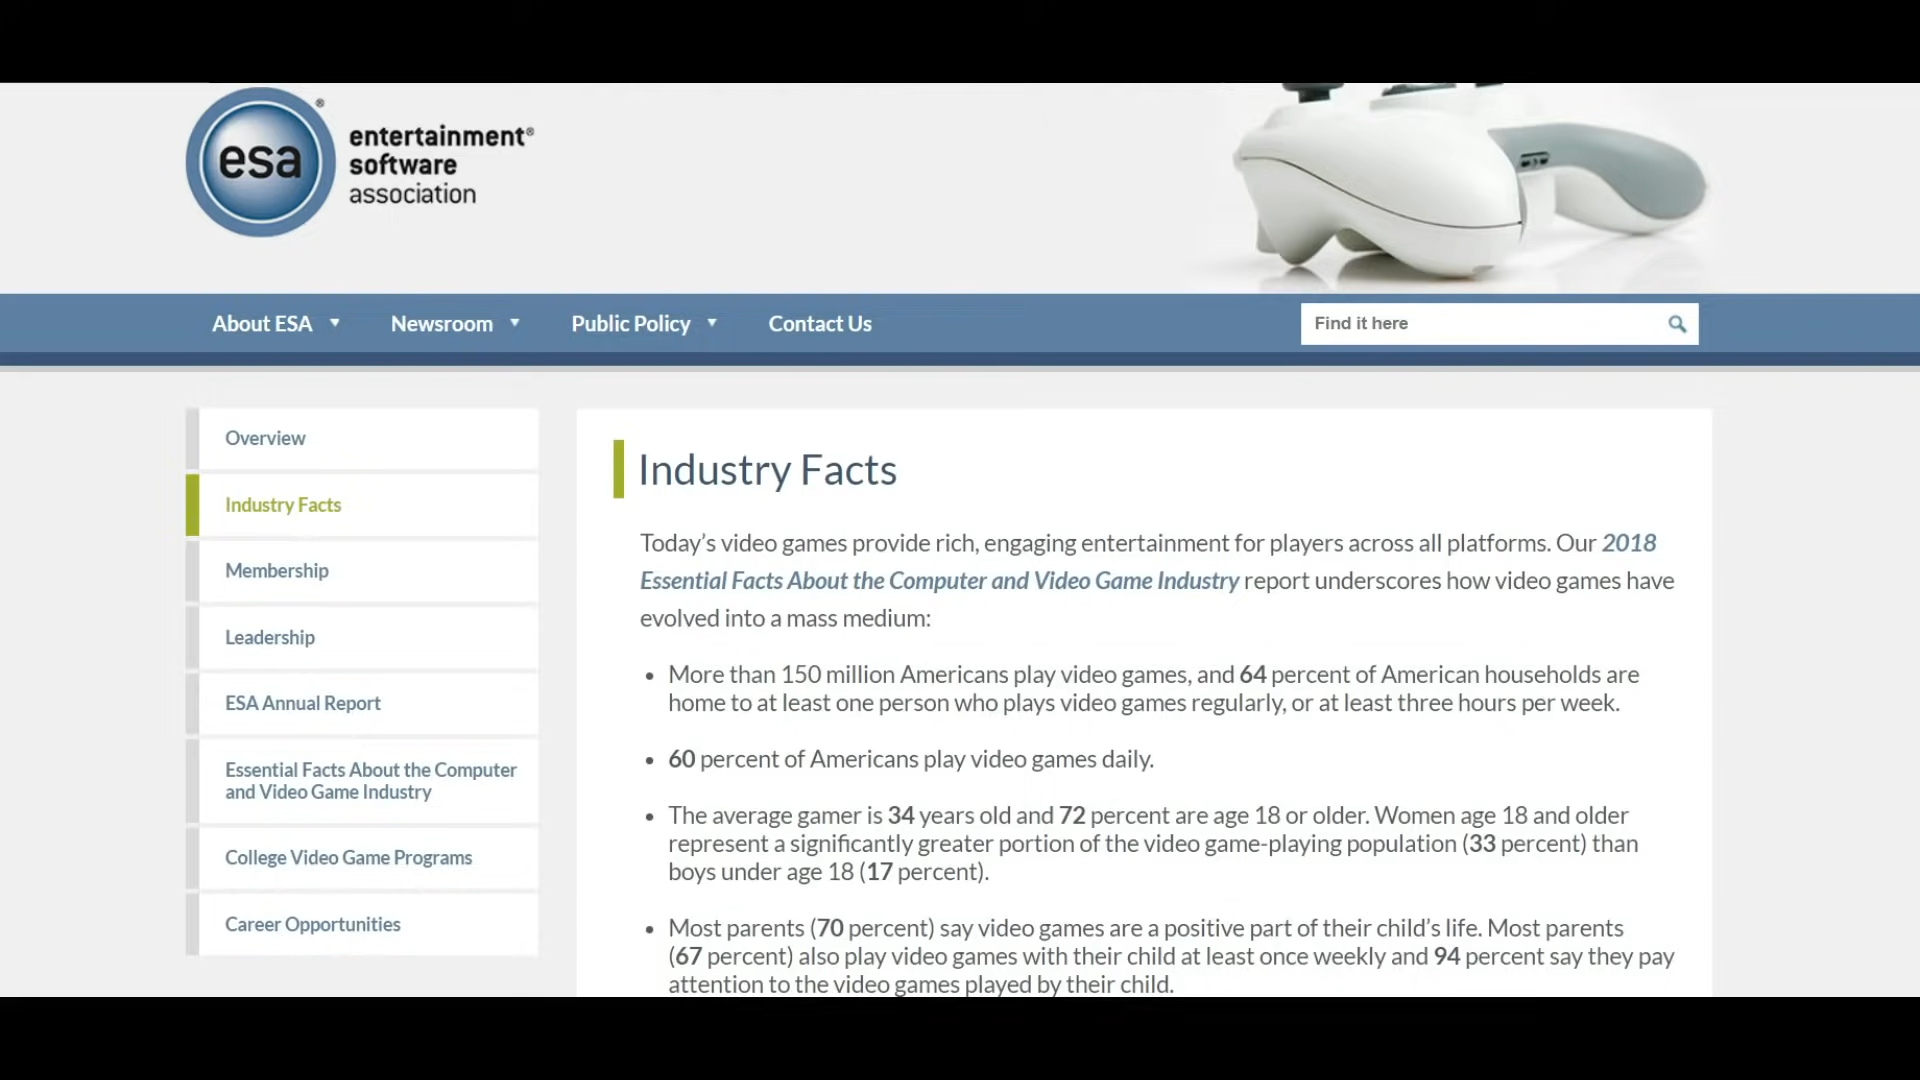 esa
®
entertainment®
software
association
About ESA
Newsroom
Public Policy
Contact Us
Find it here
Overview
Industry Facts
Membership
Leadership
ESA Annual Report
Essential Facts About the Computer
and Video Game Industry
College Video Game Programs
Career Opportunities
Industry Facts
Today’s video games provide rich, engaging entertainment for players across all platforms. Our 2018
Essential Facts About the Computer and Video Game Industry report underscores how video games have
evolved into a mass medium:
• More than 150 million Americans play video games, and 64 percent of American households are
home to at least one person who plays video games regularly, or at least three hours per week.
• 60 percent of Americans play video games daily.
• The average gamer is 34 years old and 72 percent are age 18 or older. Women age 18 and older
represent a significantly greater portion of the video game-playing population (33 percent) than
boys under age 18 (17 percent).
• Most parents (70 percent) say video games are a positive part of their child’s life. Most parents
(67 percent) also play video games with their child at least once weekly and 94 percent say they pay
attention to the video games played by their child.